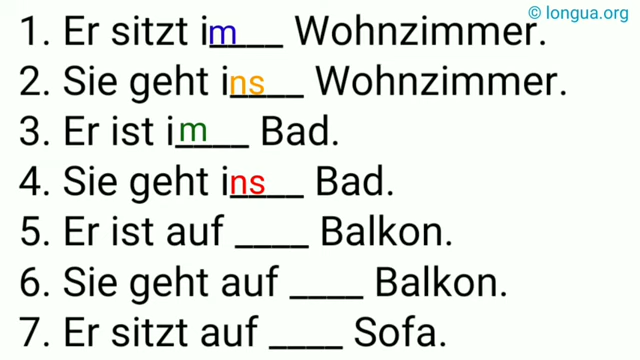 © longua.org
1. Er sitzt im____ Wohnzimmer.
2. Sie geht ins____ Wohnzimmer.
3. Er ist im____ Bad.
4. Sie geht ins____ Bad.
5. Er ist auf ____ Balkon.
6. Sie geht auf ____ Balkon.
7. Er sitzt auf ____ Sofa.